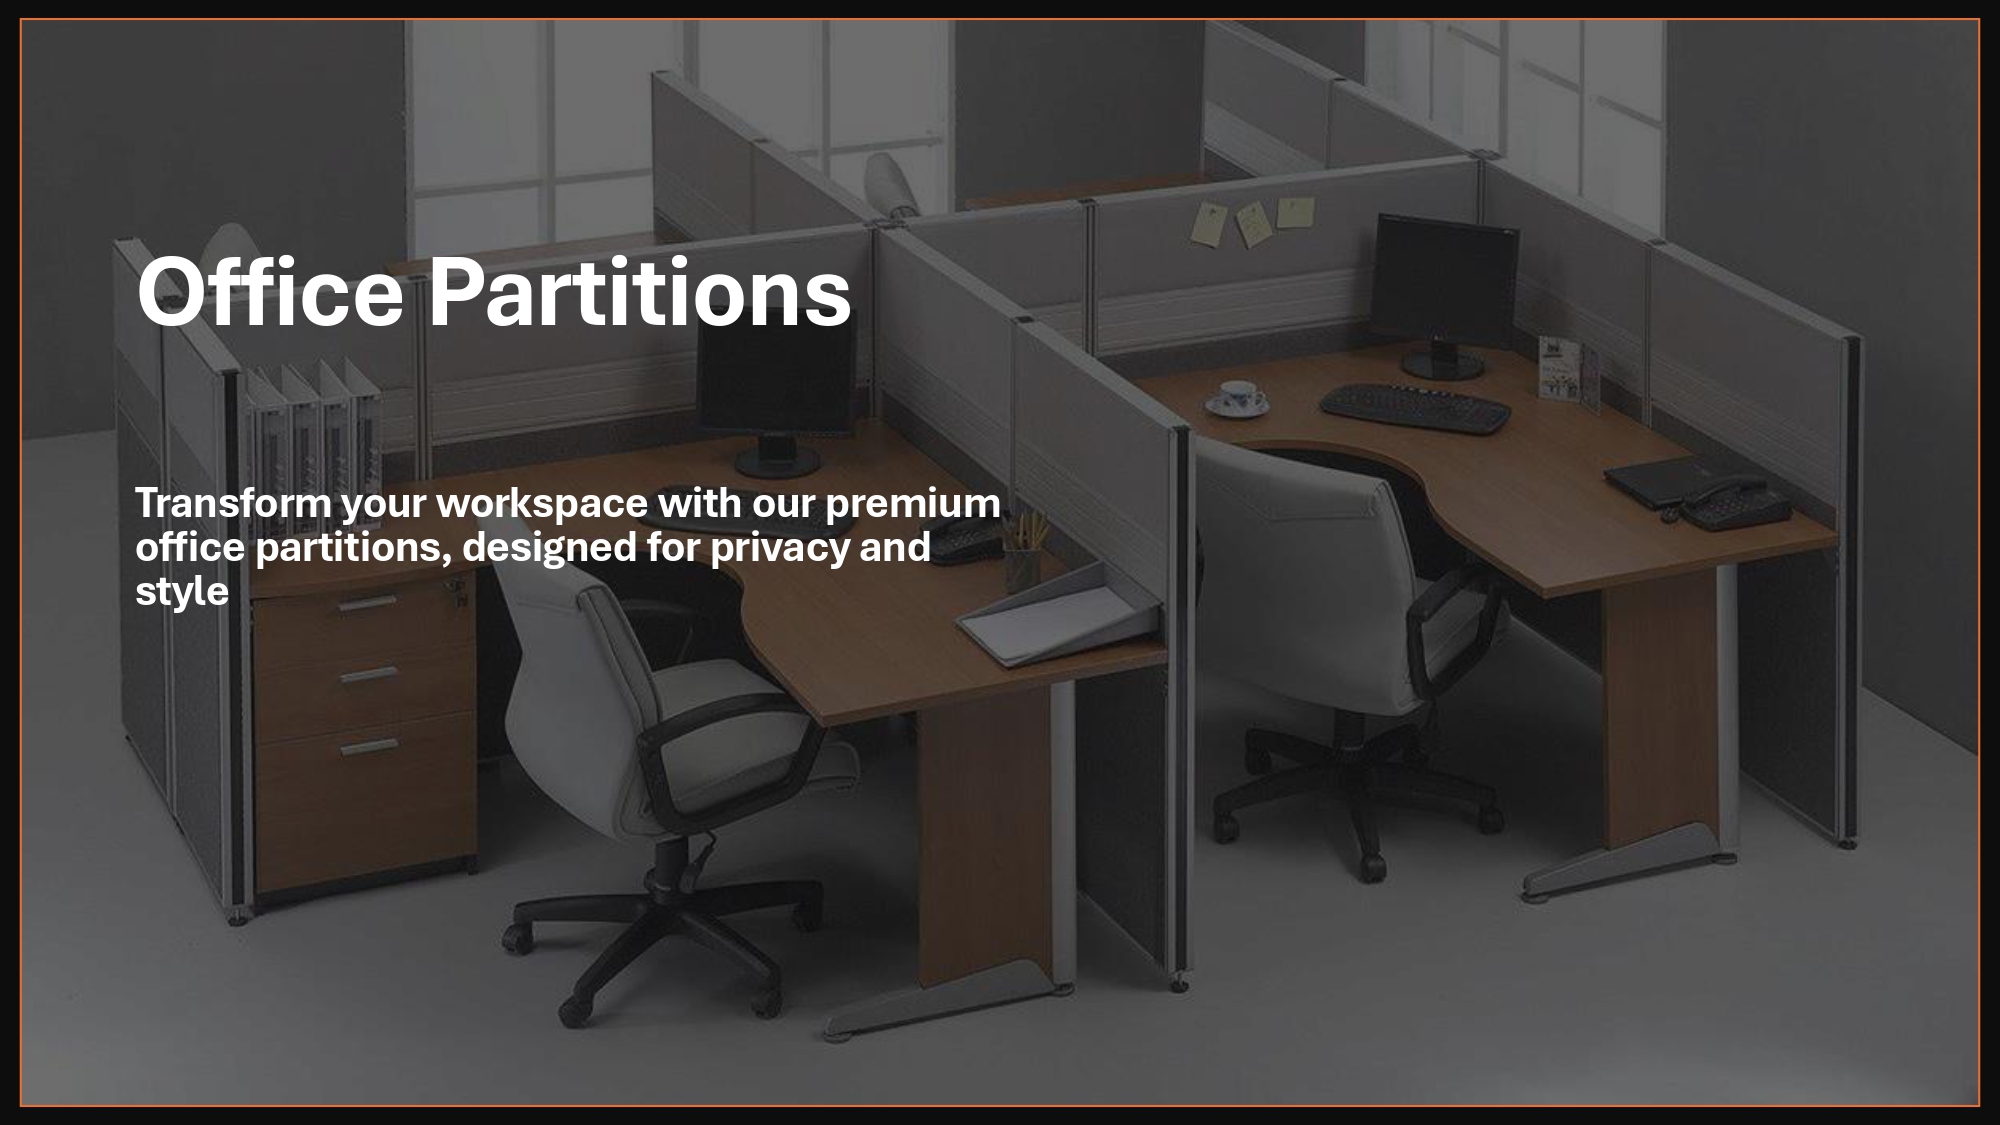 Office Partitions
Transform your workspace with our premium
office partitions, designed for privacy and
style